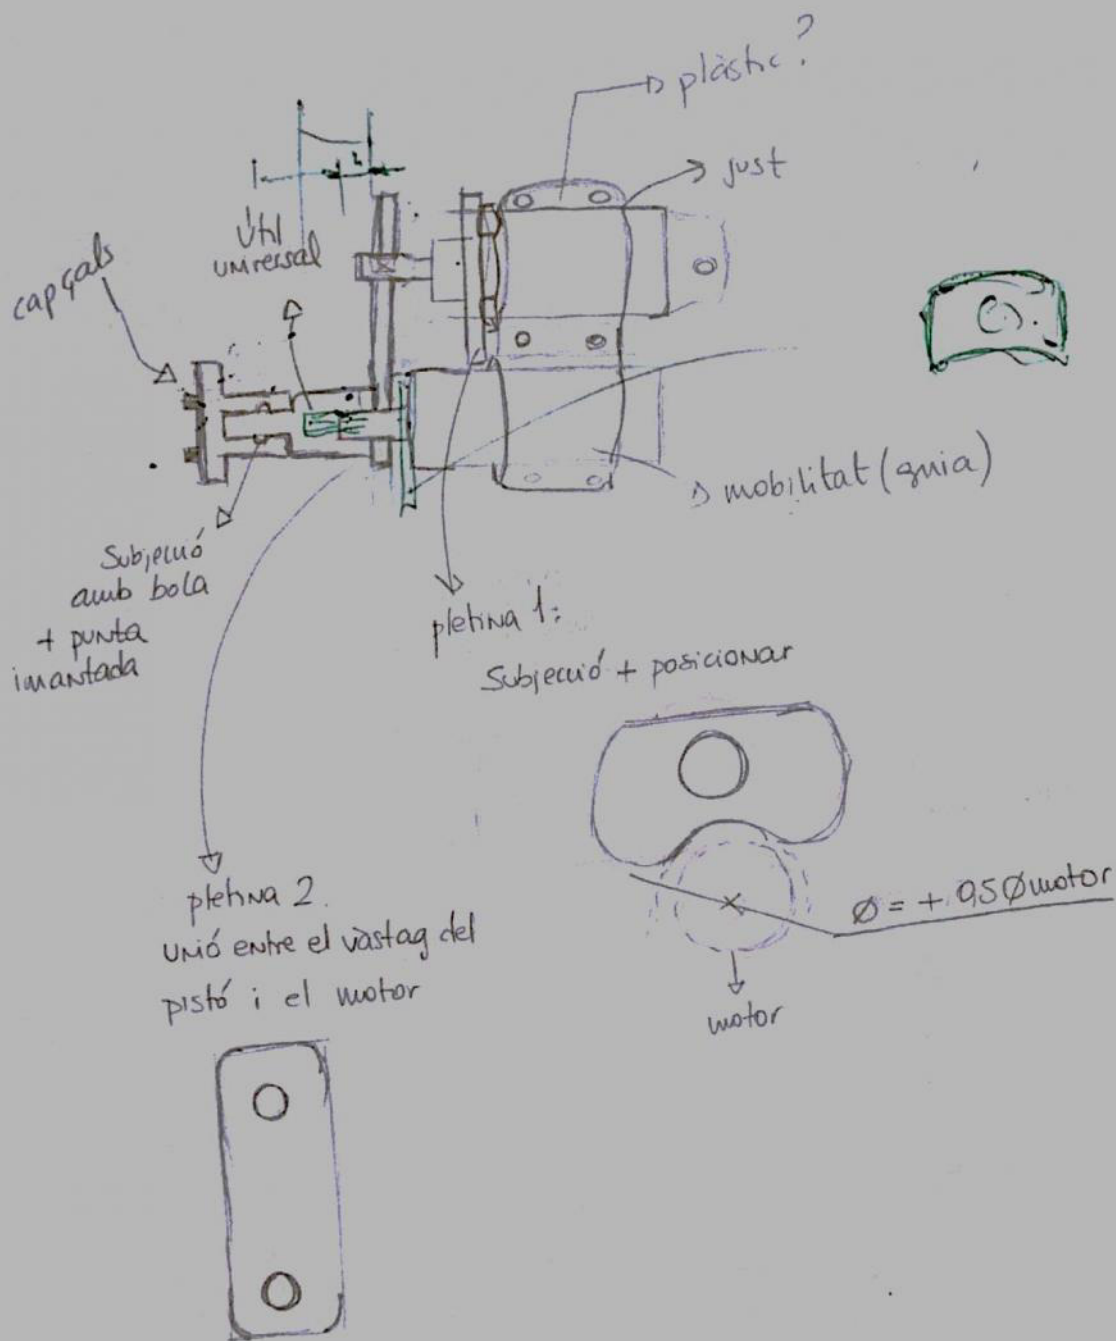 plàstic?
just
Útil
universal
capçals
mobilitat (guia)
Subjecció
amb bola
+ punta
imantada
pletina 1:
Subjecció + posicionar
pletina 2.
unió entre el vàstag del
pistó i el motor
Ø = + 0,5 Ømotor
motor